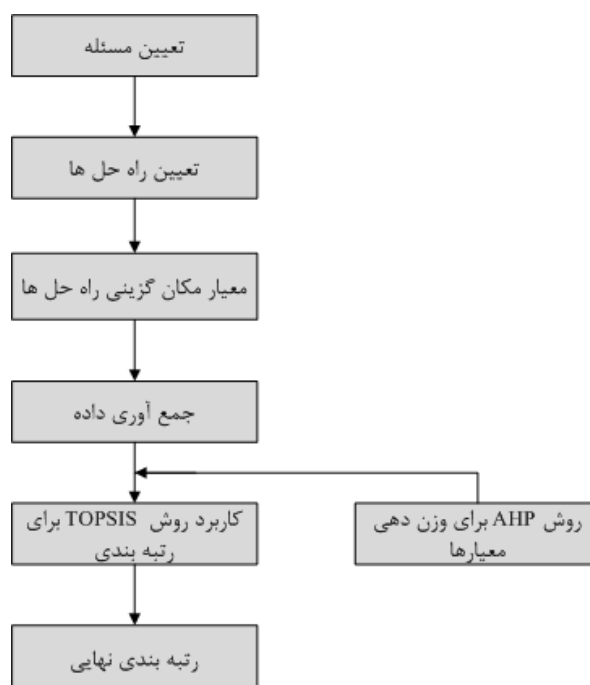 تعیین مسئله
تعیین راه حل ها
معیار مکان گزینی راه حل ها
جمع آوری داده
کاربرد روش TOPSIS برای
رتبه بندی
روش AHP برای وزن دهی
معیارها
رتبه بندی نهایی